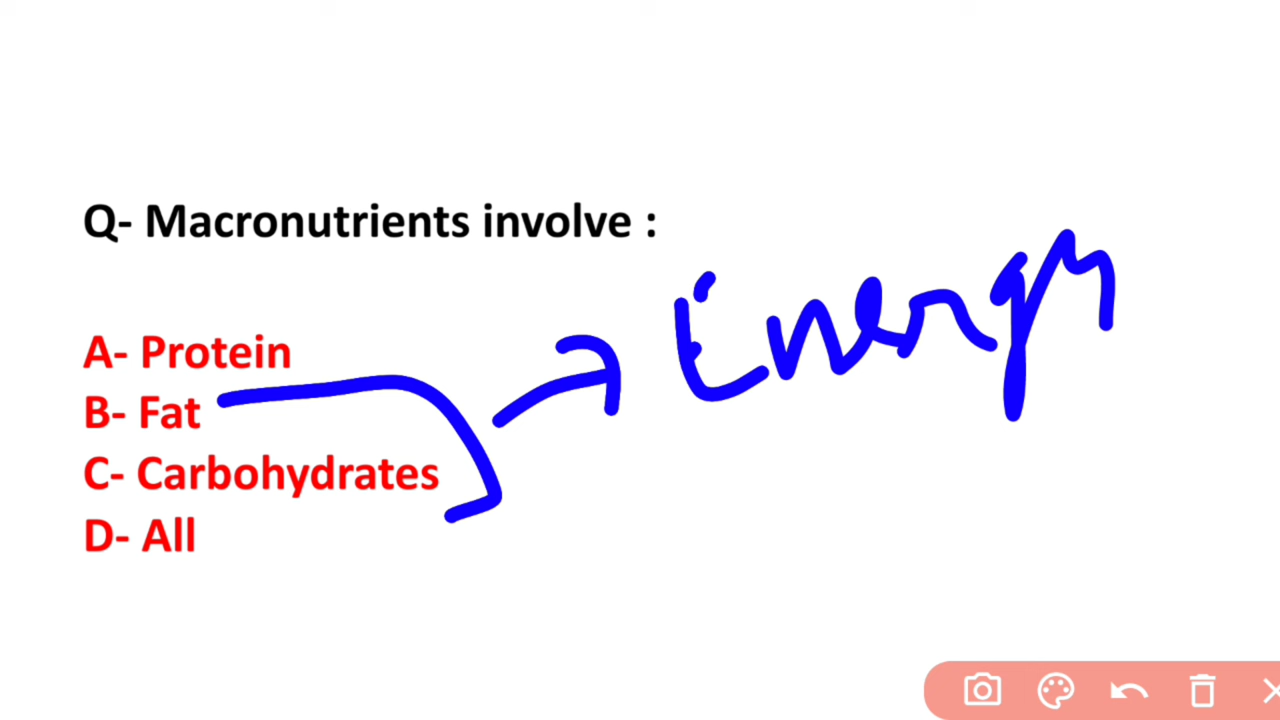 Q- Macronutrients involve :
Energy
A- Protein
B- Fat
C- Carbohydrates
D- All